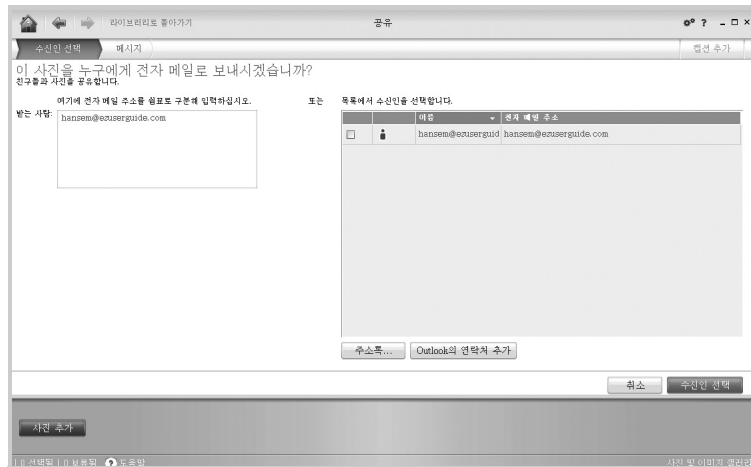 라이브러리로 돌아가기
공유
?
수신인 선택
메시지
캡션 추가
이 사진을 누구에게 전자 메일로 보내시겠습니까?
친구들과 사진을 공유합니다.
여기에 전자 메일 주소를 쉼표로 구분해 입력하십시오.
또는
목록에서 수신인을 선택합니다.
받는 사람:
hansem@ezuserguide.com
이름
전자 메일 주소
hansem@ezuserguid hansem@ezuserguide.com
주소록...
Outlook의 연락처 추가
취소
수신인 선택
사진 추가
| 0 선택됨 | 0 보류됨 ? 도움말
사진 및 이미지 갤러리